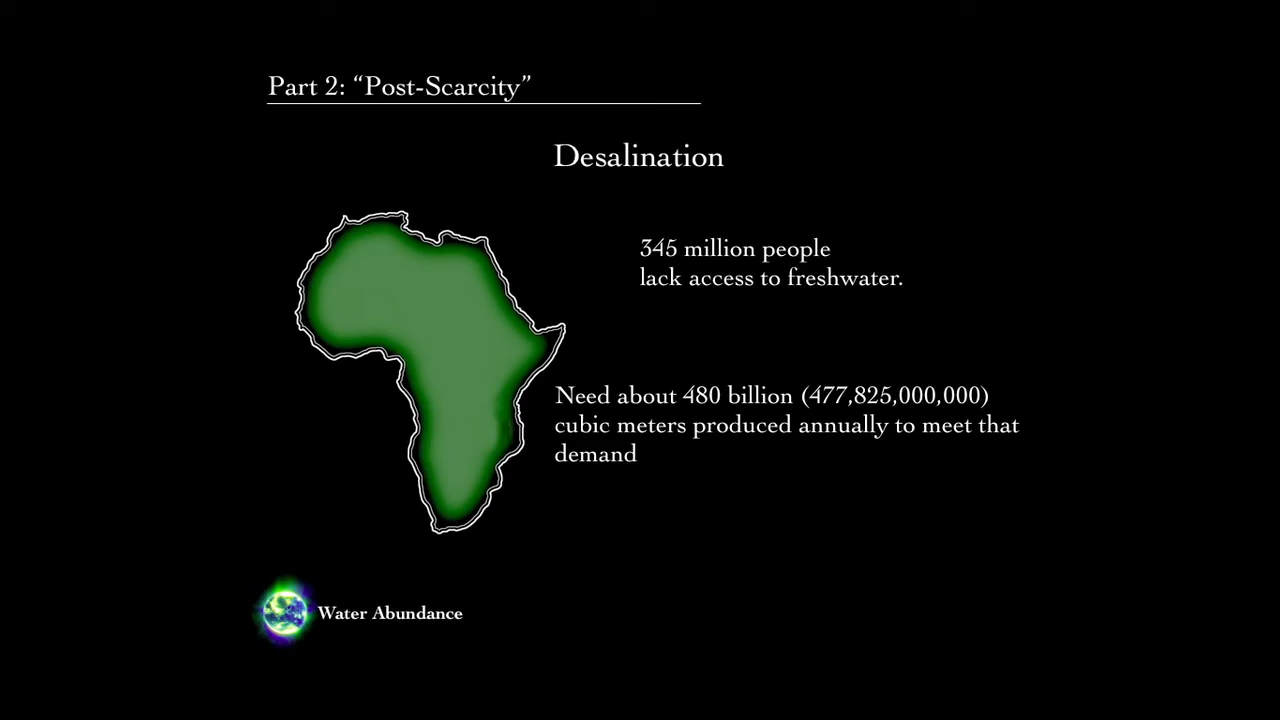 Part 2: “Post-Scarcity”
Desalination
345 million people
lack access to freshwater.
Need about 480 billion (477,825,000,000)
cubic meters produced annually to meet that
demand
Water Abundance